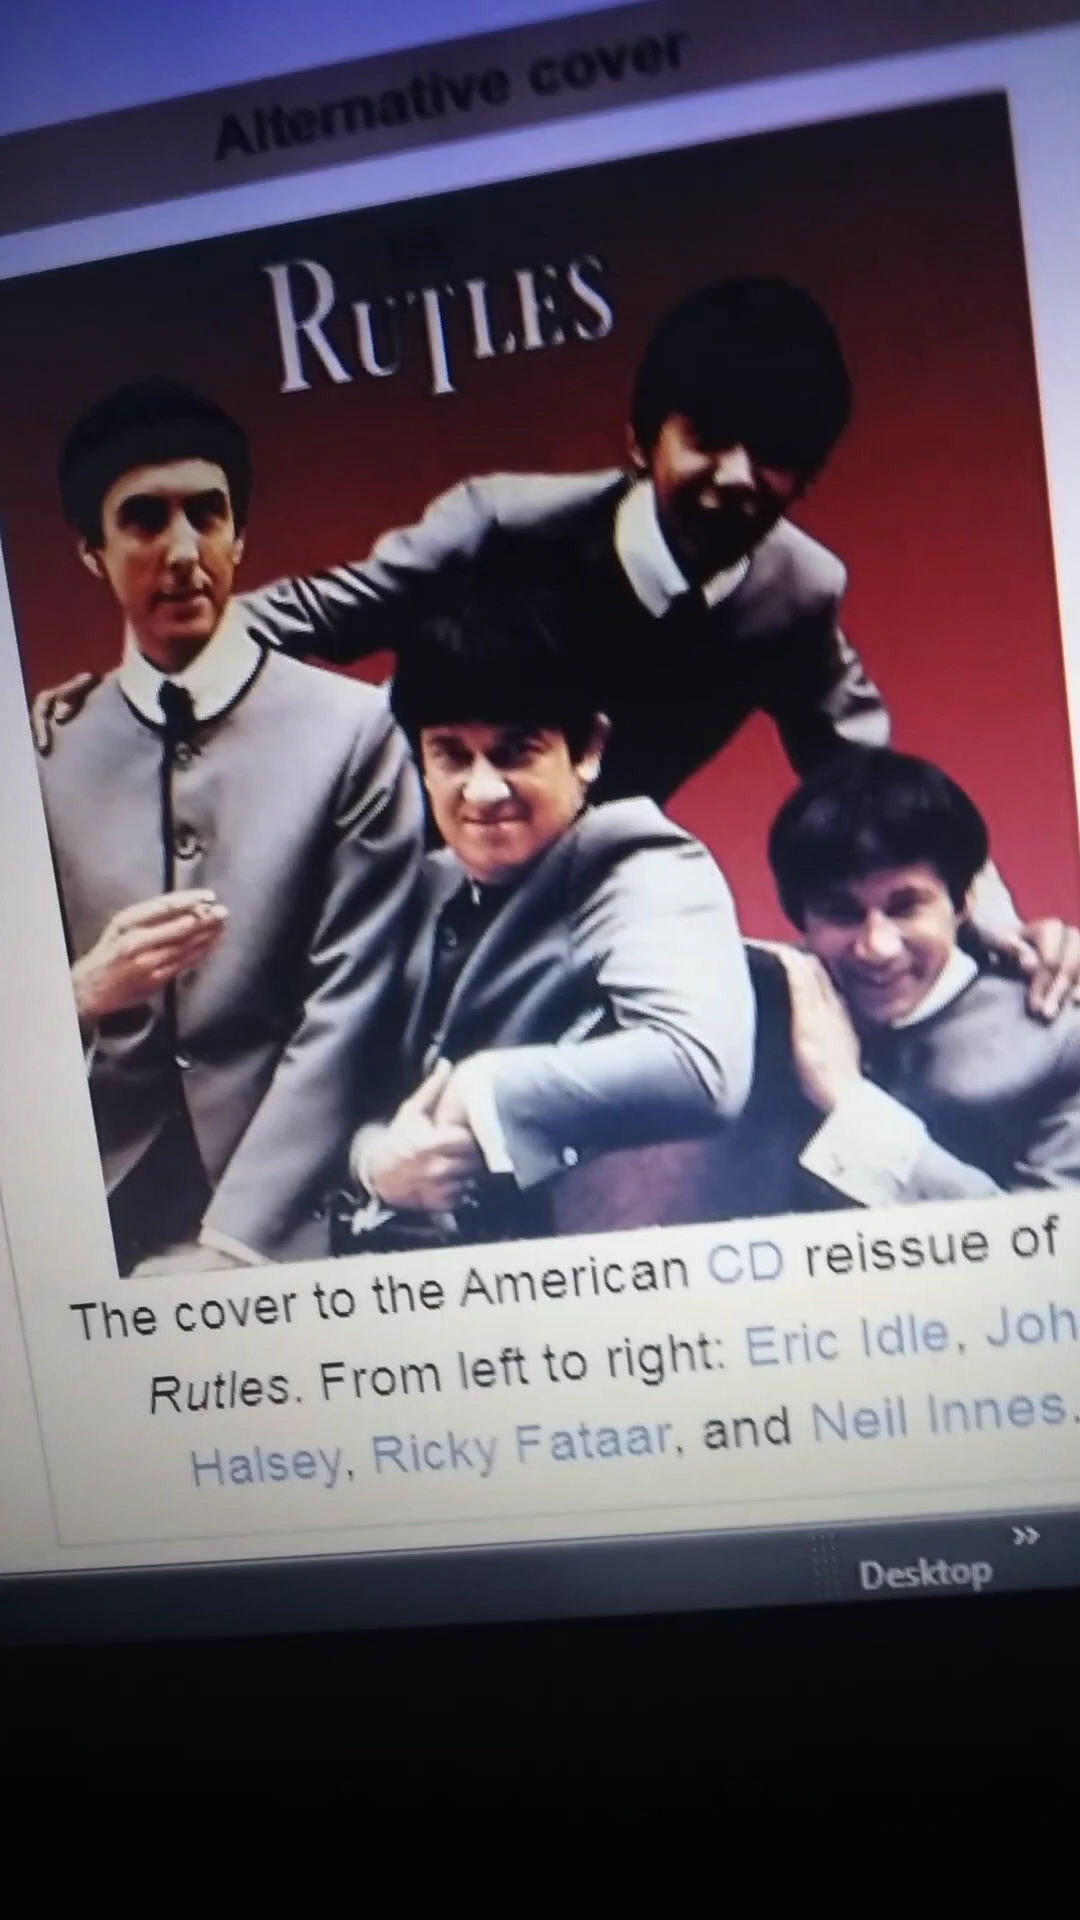 Alternative cover
RUTLES
The cover to the American CD reissue of
Rutles. From left to right: Eric Idle, Joh
Halsey, Ricky Fataar, and Neil Innes.
Desktop